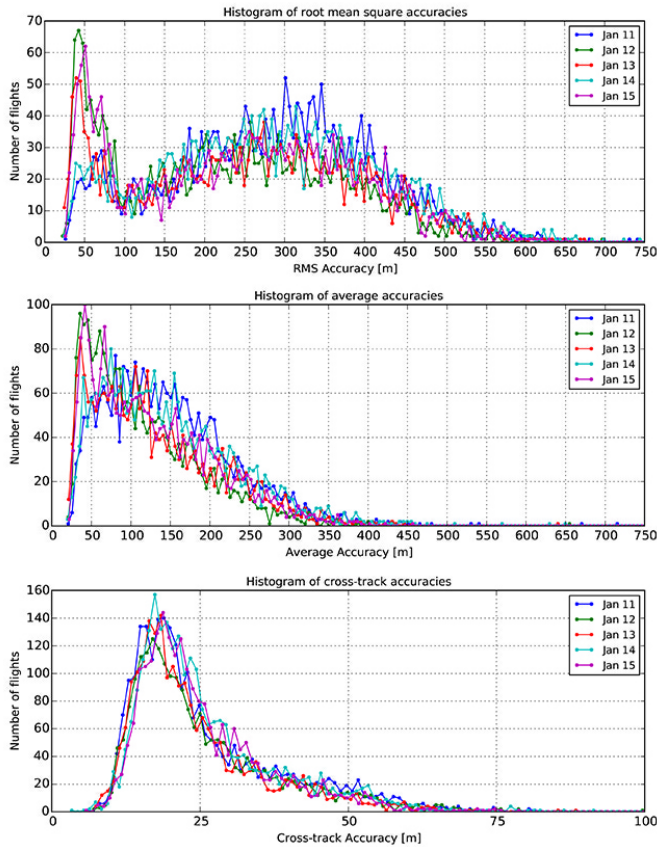 Histogram of root mean square accuracies
70
60
50
40
30
20
10
0
Number of flights
Jan 11
Jan 12
Jan 13
Jan 14
Jan 15
0 50 100 150 200 250 300 350 400 450 500 550 600 650 700 750
RMS Accuracy [m]
Histogram of average accuracies
100
80
60
40
20
0
Number of flights
Jan 11
Jan 12
Jan 13
Jan 14
Jan 15
0 50 100 150 200 250 300 350 400 450 500 550 600 650 700 750
Average Accuracy [m]
Histogram of cross-track accuracies
160
140
120
100
80
60
40
20
0
Number of flights
Jan 11
Jan 12
Jan 13
Jan 14
Jan 15
0 25 50 75 100
Cross-track Accuracy [m]